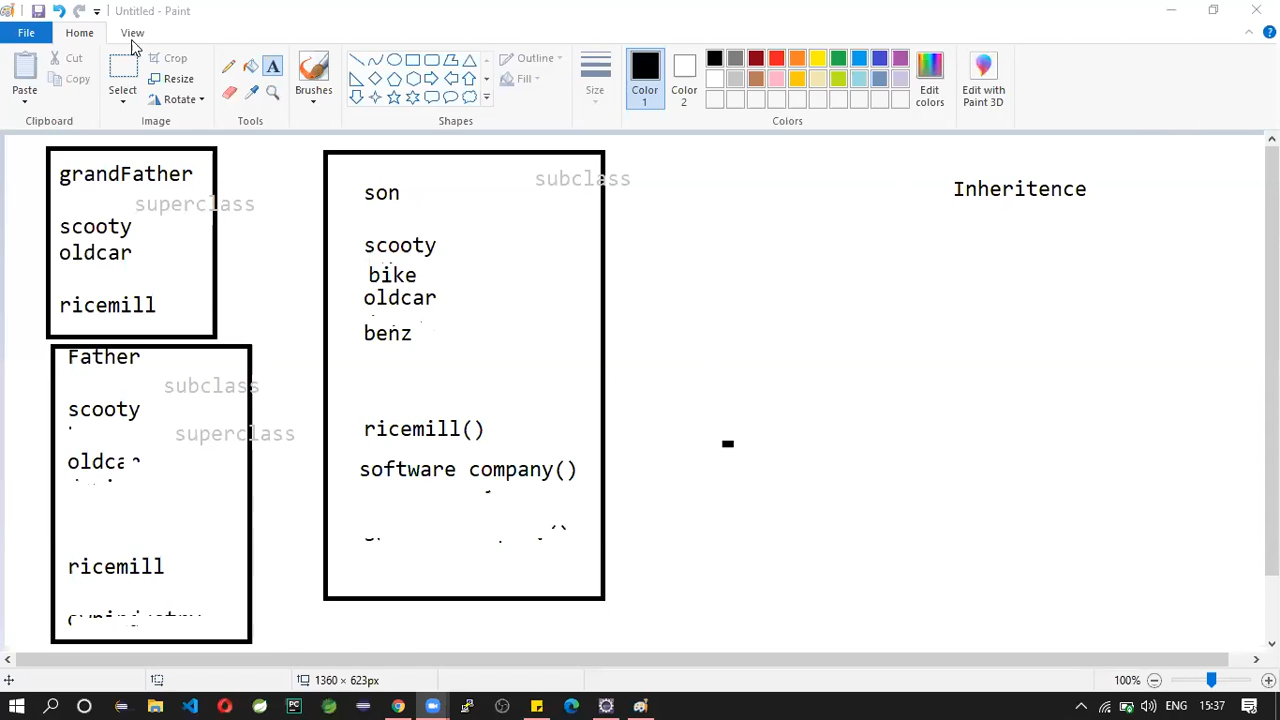 Untitled - Paint
File
Home
View
Paste
Cut
Copy
Clipboard
Select
Crop
Resize
Rotate
Image
A
Tools
Brushes
Shapes
Outline
Fill
Size
Color 1
Color 2
Edit colors
Edit with Paint 3D
Colors
grandFather
superclass
scooty
oldcar
ricemill
Father
subclass
scooty
superclass
oldcar
ricemill
son
subclass
scooty
bike
oldcar
benz
ricemill()
software company()
Inheritence
1360 × 623px
100%
PC
ENG
15:37